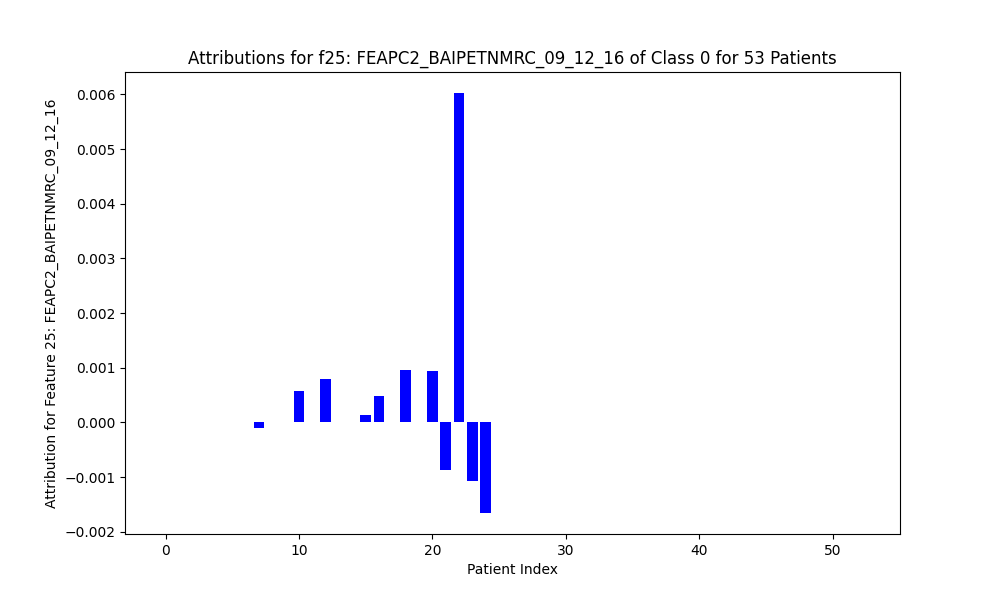 Attributions for f25: FEAPC2_BAIPETNMRC_09_12_16 of Class 0 for 53 Patients
Attribution for Feature 25: FEAPC2_BAIPETNMRC_09_12_16
0.006
0.005
0.004
0.003
0.002
0.001
0.000
−0.001
−0.002
0 10 20 30 40 50
Patient Index